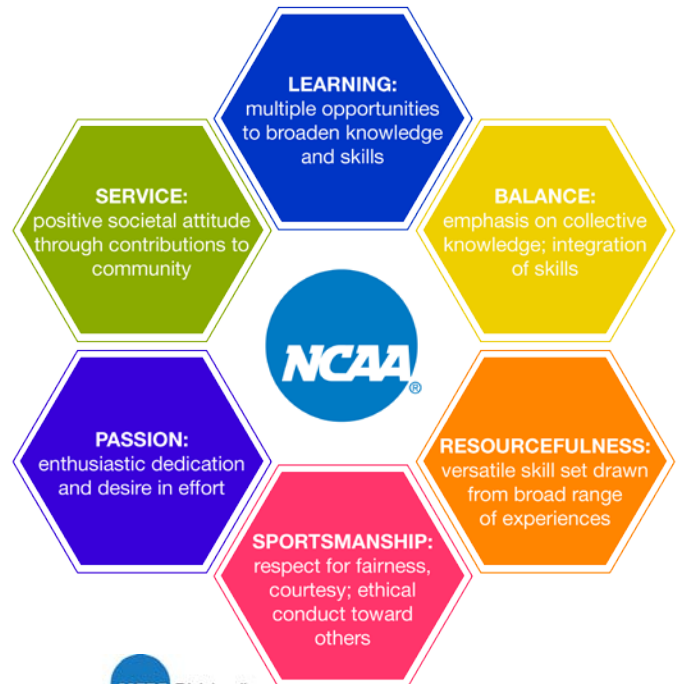 LEARNING:
multiple opportunities
to broaden knowledge
and skills
BALANCE:
emphasis on collective
knowledge; integration
of skills
RESOURCEFULNESS:
versatile skill set drawn
from broad range
of experiences
SPORTSMANSHIP:
respect for fairness,
courtesy; ethical
conduct toward
others
PASSION:
enthusiastic dedication
and desire in effort
SERVICE:
positive societal attitude
through contributions to
community
NCAA®